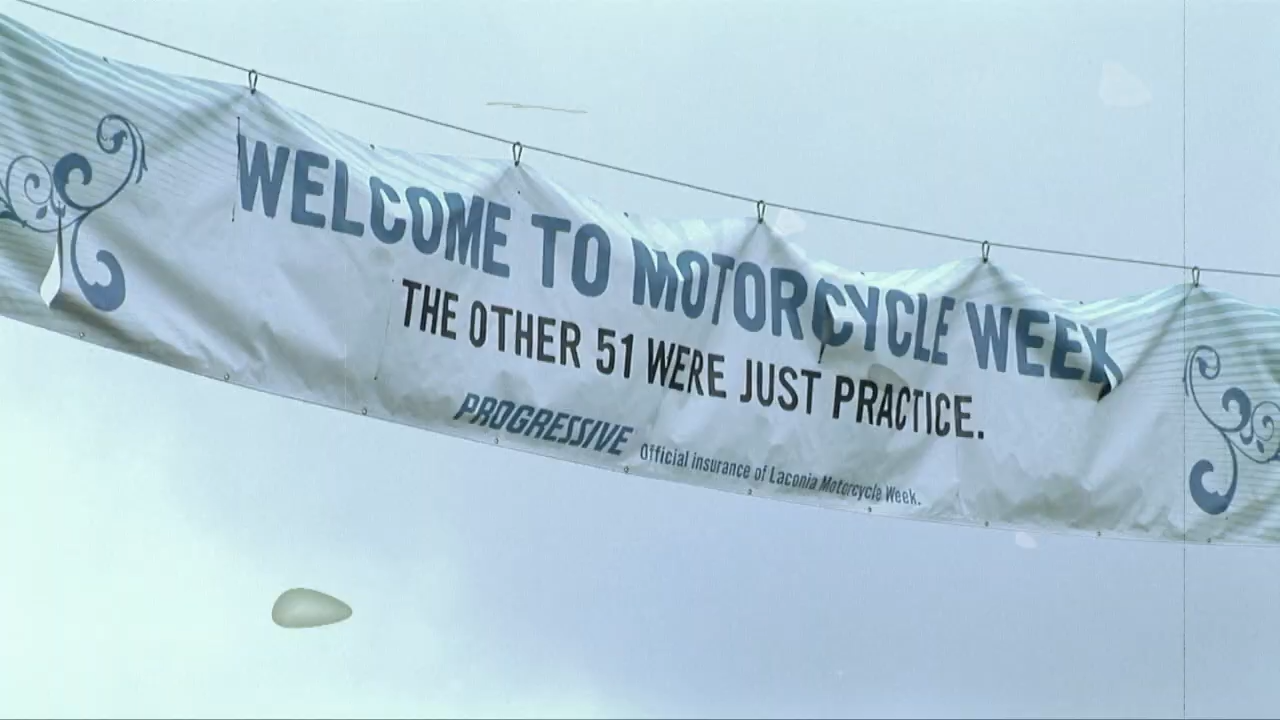 WELCOME TO MOTORCYCLE WEEK
THE OTHER 51 WERE JUST PRACTICE.
PROGRESSIVE Official insurance of Laconia Motorcycle Week.